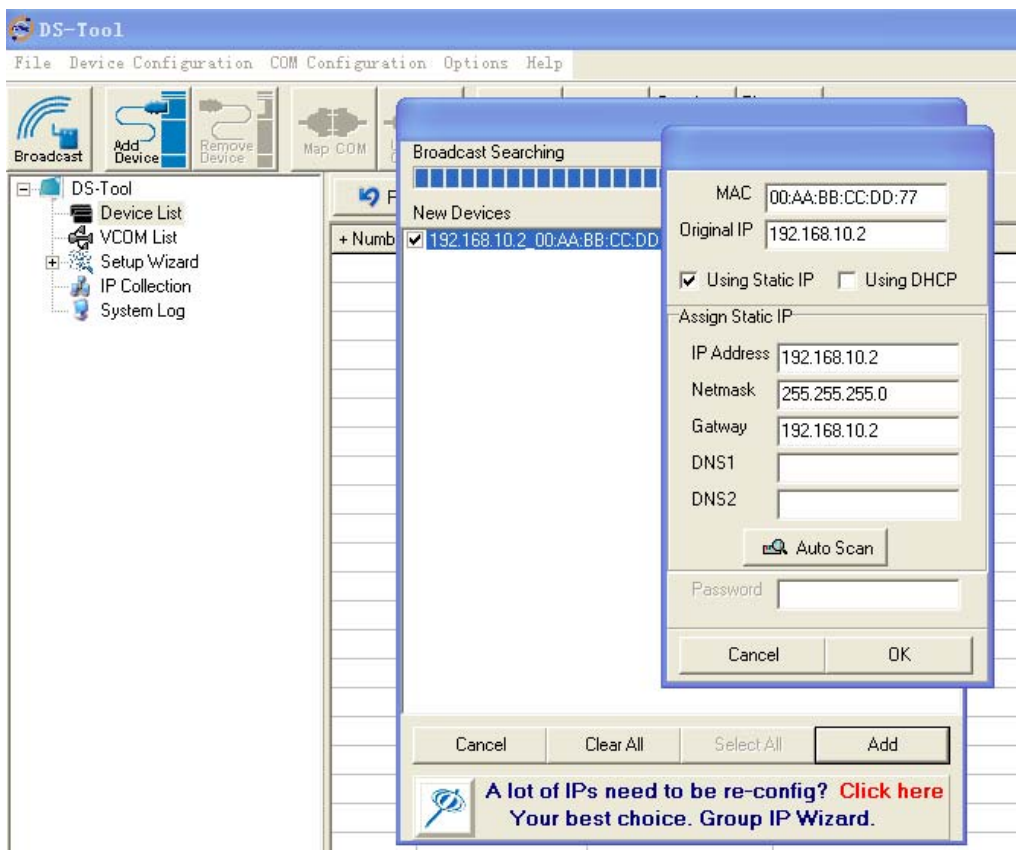 DS-Tool
File Device Configuration COM Configuration Options Help
Broadcast
Add Device
Remove Device
Map COM
DS-Tool
Device List
VCOM List
Setup Wizard
IP Collection
System Log
+ Numb
Broadcast Searching
New Devices
192.168.10.2_00:AA:BB:CC:DD
MAC 00:AA:BB:CC:DD:77
Original IP 192.168.10.2
Using Static IP Using DHCP
Assign Static IP
IP Address 192.168.10.2
Netmask 255.255.255.0
Gatway 192.168.10.2
DNS1
DNS2
Auto Scan
Password
Cancel OK
Cancel Clear All Select All Add
A lot of IPs need to be re-config? Click here
Your best choice. Group IP Wizard.